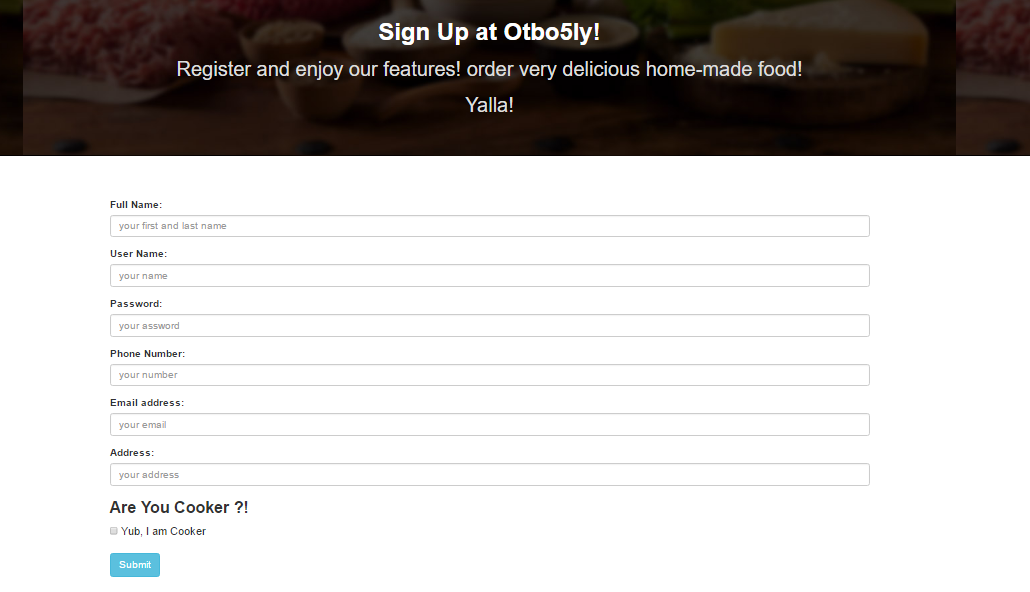 Sign Up at Otbo5ly!
Register and enjoy our features! order very delicious home-made food!
Yalla!
Full Name:
your first and last name
User Name:
your name
Password:
your assword
Phone Number:
your number
Email address:
your email
Address:
your address
Are You Cooker ?!
Yub, I am Cooker
Submit